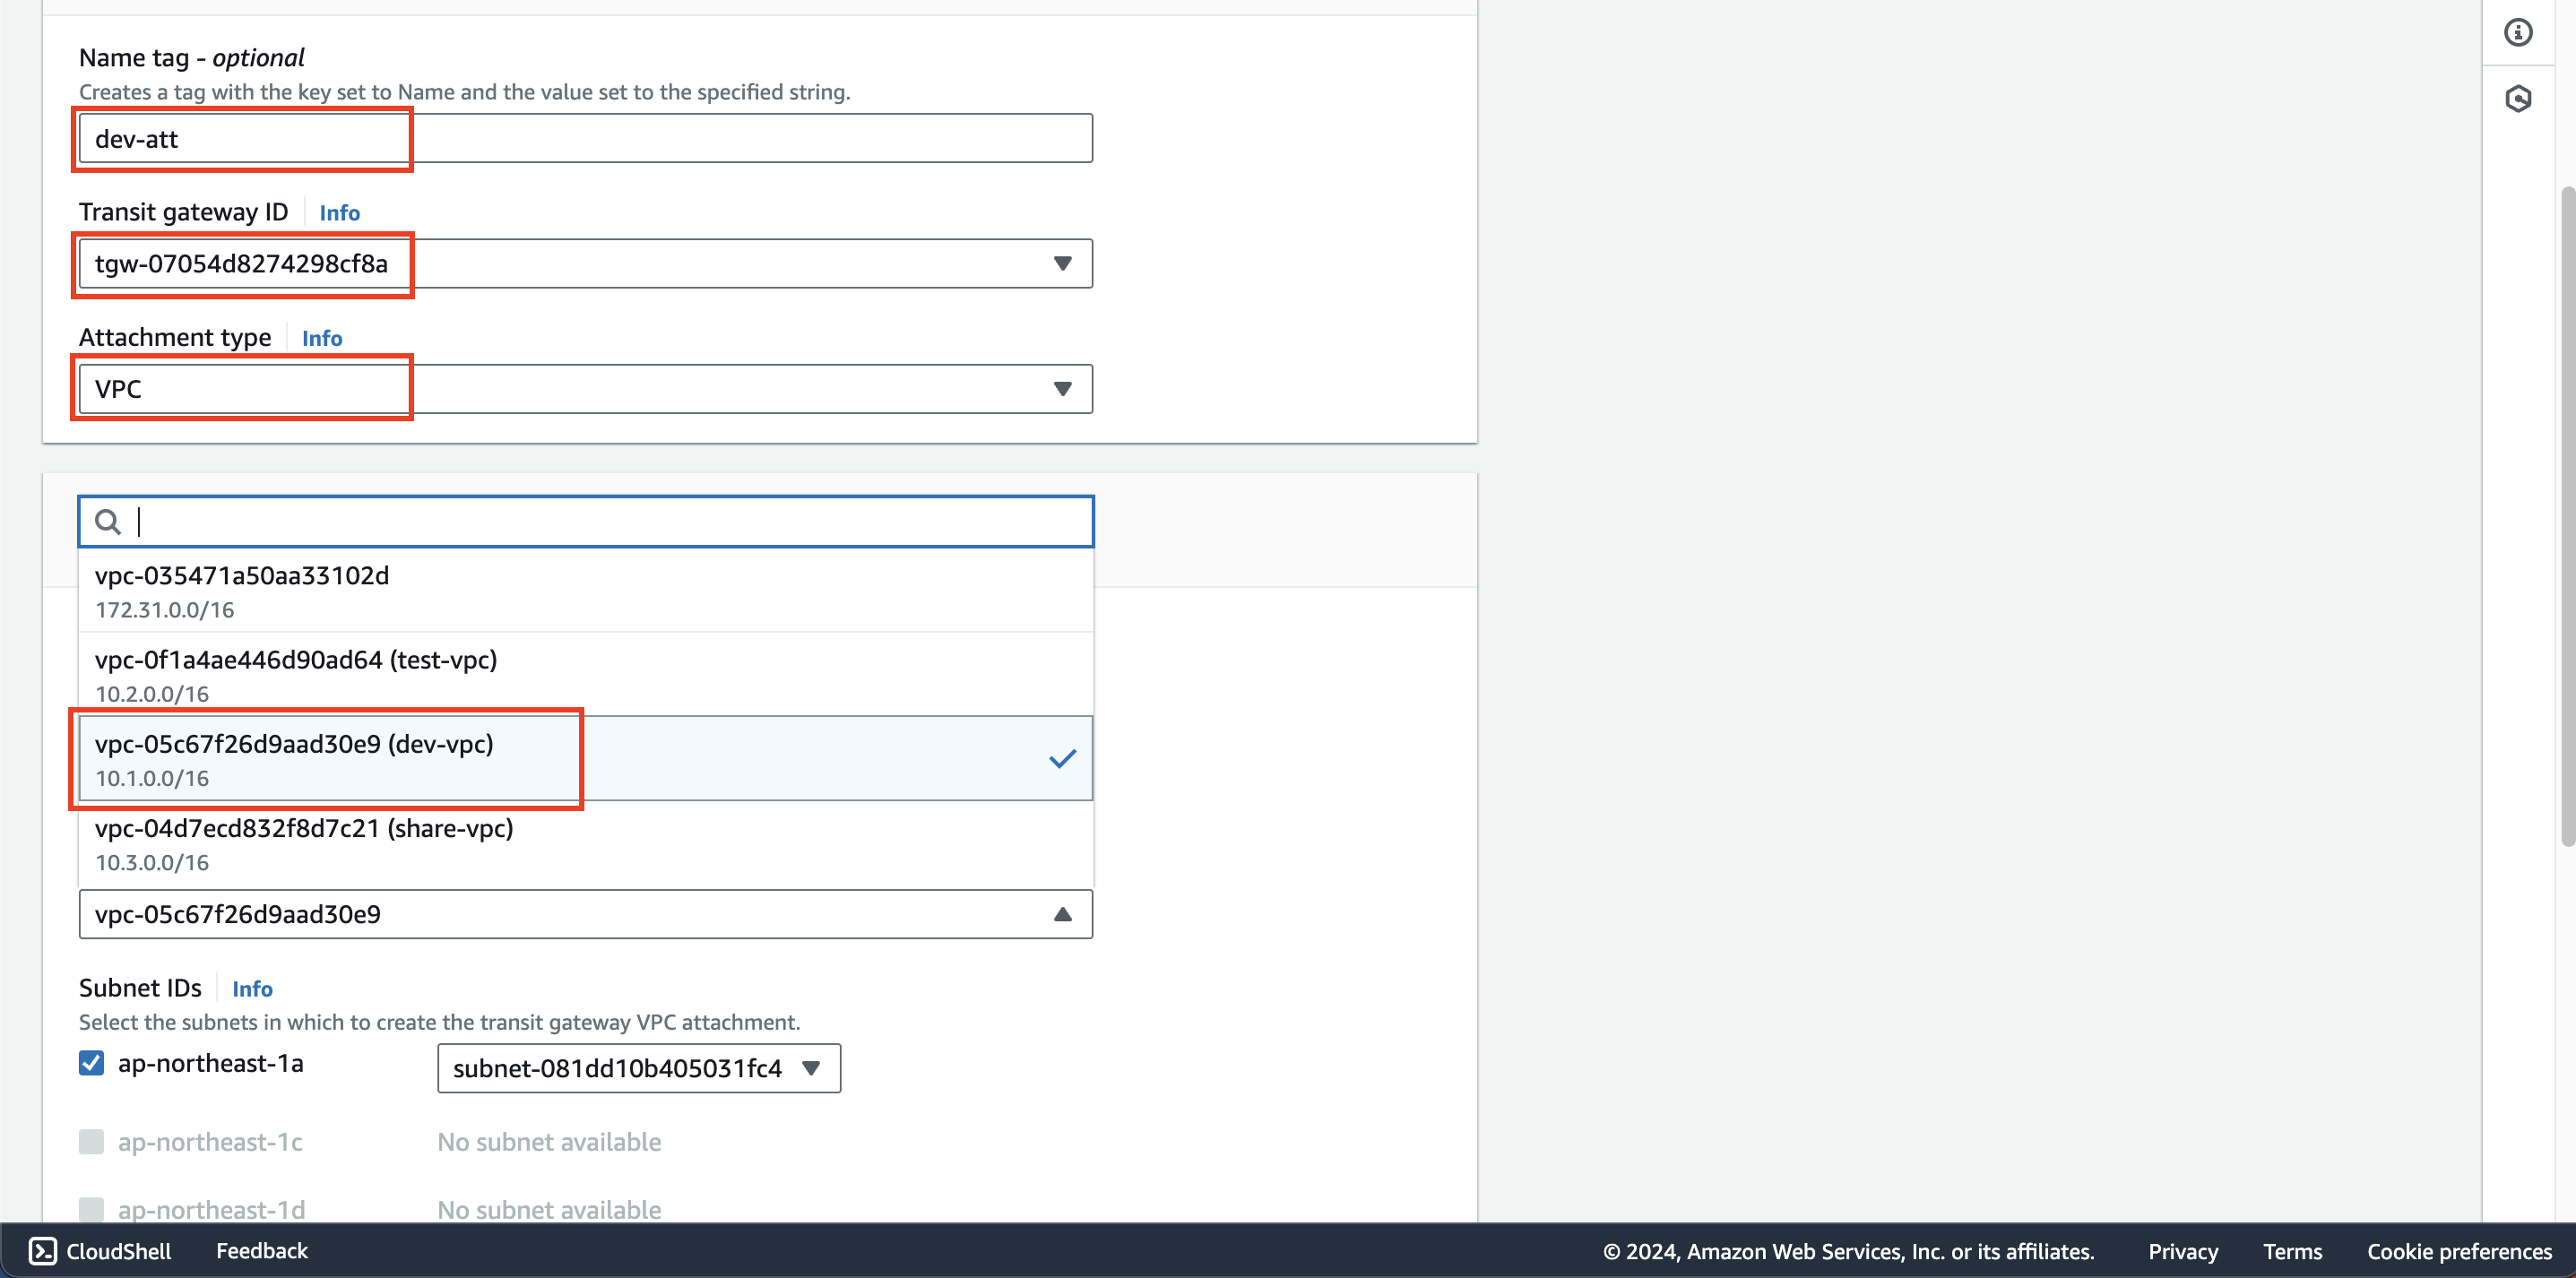 Name tag - optional
Creates a tag with the key set to Name and the value set to the specified string.
dev-att
Transit gateway ID Info
tgw-07054d8274298cf8a
Attachment type Info
VPC
vpc-035471a50aa33102d
172.31.0.0/16
vpc-0f1a4ae446d90ad64 (test-vpc)
10.2.0.0/16
vpc-05c67f26d9aad30e9 (dev-vpc)
10.1.0.0/16
vpc-04d7ecd832f8d7c21 (share-vpc)
10.3.0.0/16
vpc-05c67f26d9aad30e9
Subnet IDs Info
Select the subnets in which to create the transit gateway VPC attachment.
ap-northeast-1a subnet-081dd10b405031fc4
ap-northeast-1c No subnet available
ap-northeast-1d No subnet available
CloudShell Feedback © 2024, Amazon Web Services, Inc. or its affiliates. Privacy Terms Cookie preferences